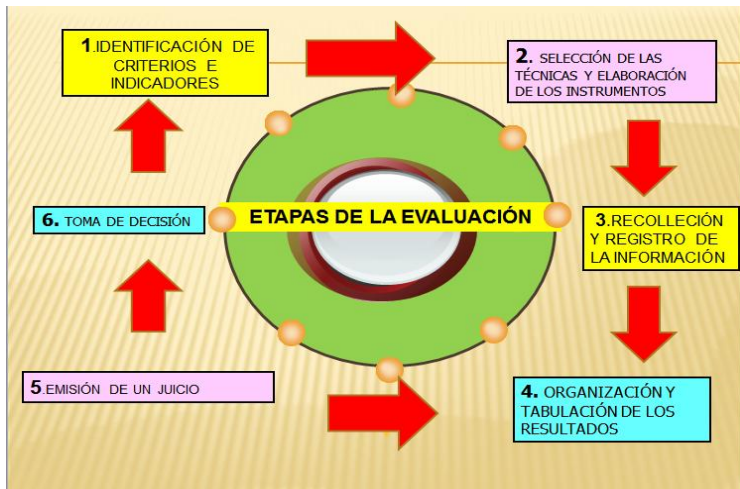 1.IDENTIFICACIÓN DE
CRITERIOS E
INDICADORES
2. SELECCIÓN DE LAS
TÉCNICAS Y ELABORACIÓN
DE LOS INSTRUMENTOS
3.RECOLLECIÓN
Y REGISTRO DE
LA INFORMACIÓN
4. ORGANIZACIÓN Y
TABULACIÓN DE LOS
RESULTADOS
5.EMISIÓN DE UN JUICIO
6. TOMA DE DECISIÓN
ETAPAS DE LA EVALUACIÓN